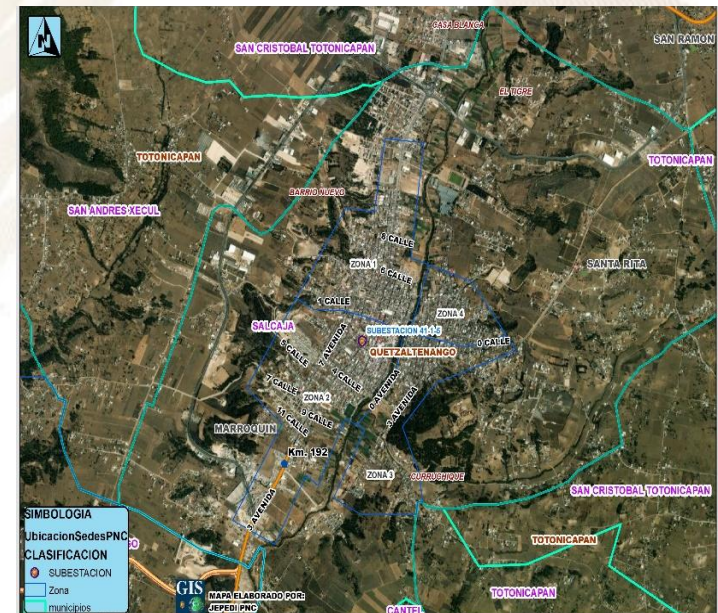 CASA BLANCA
SAN CRISTOBAL TOTONICAPAN
SAN RAMON
EL TIGRE
TOTONICAPAN
TOTONICAPAN
BARRIO NUEVO
SAN ANDRES XECUL
8 CALLE
ZONA 1
6 CALLE
SANTA RITA
1 CALLE
ZONA 4
SALCAJA
7 AVENIDA
SUBESTACION 41-1-5
0 CALLE
QUETZALTENANGO
5 CALLE
4 CALLE
7 CALLE
0 AVENIDA
3 AVENIDA
ZONA 2
9 CALLE
11 CALLE
MARROQUIN
Km. 192
ZONA 3
CURRUCHIQUE
3 AVENIDA
SAN CRISTOBAL TOTONICAPAN
SIMBOLOGIA
UbicacionSedesPNC
CLASIFICACION
SUBESTACION
Zona
municipios
GO
TOTONICAPAN
GIS
MAPA ELABORADO POR:
JEPEDI PNC
TOTONICAPAN
CANTEL